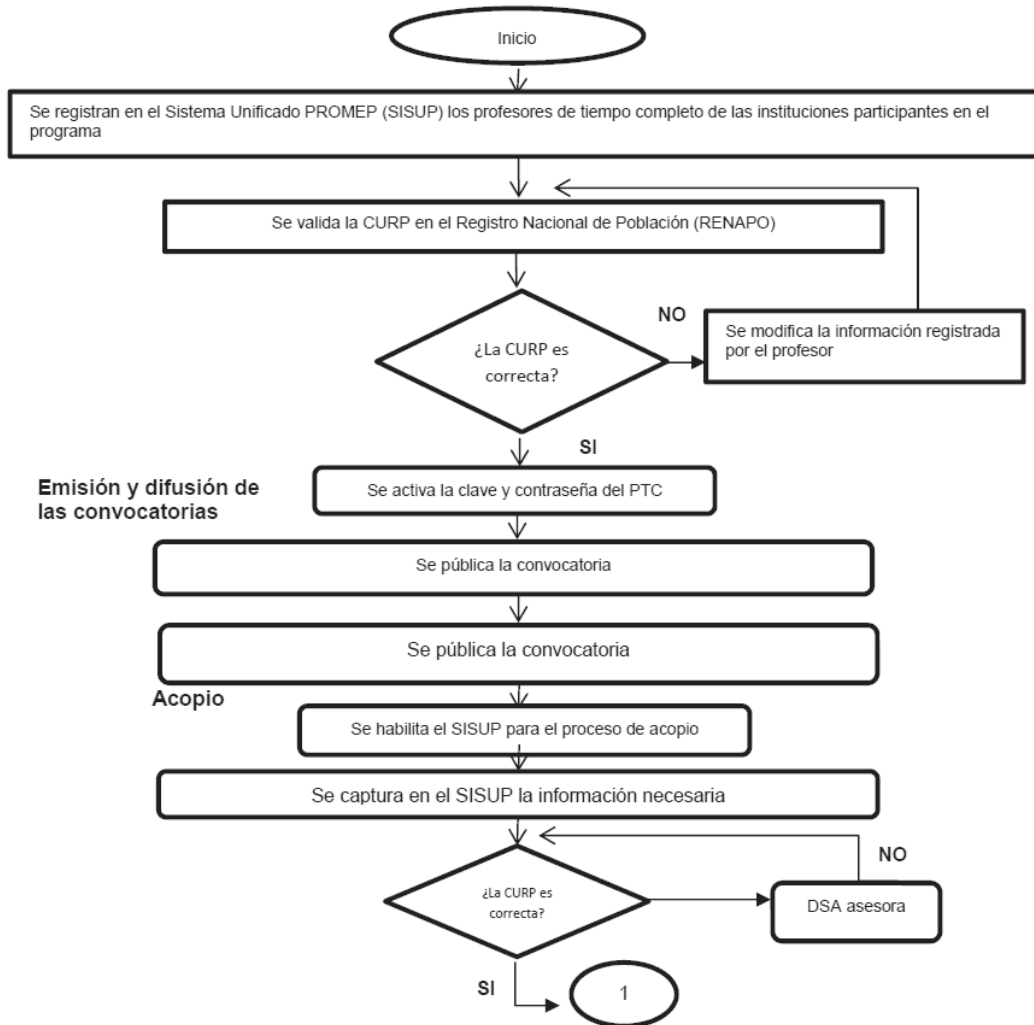 Inicio
Se registran en el Sistema Unificado PROMEP (SISUP) los profesores de tiempo completo de las instituciones participantes en el
programa
Se valida la CURP en el Registro Nacional de Población (RENAPO)
NO
Se modifica la información registrada
por el profesor
¿La CURP es
correcta?
SI
Emisión y difusión de
las convocatorias
Se activa la clave y contraseña del PTC
Se pública la convocatoria
Se pública la convocatoria
Acopio
Se habilita el SISUP para el proceso de acopio
Se captura en el SISUP la información necesaria
NO
¿La CURP es
correcta?
DSA asesora
SI
1